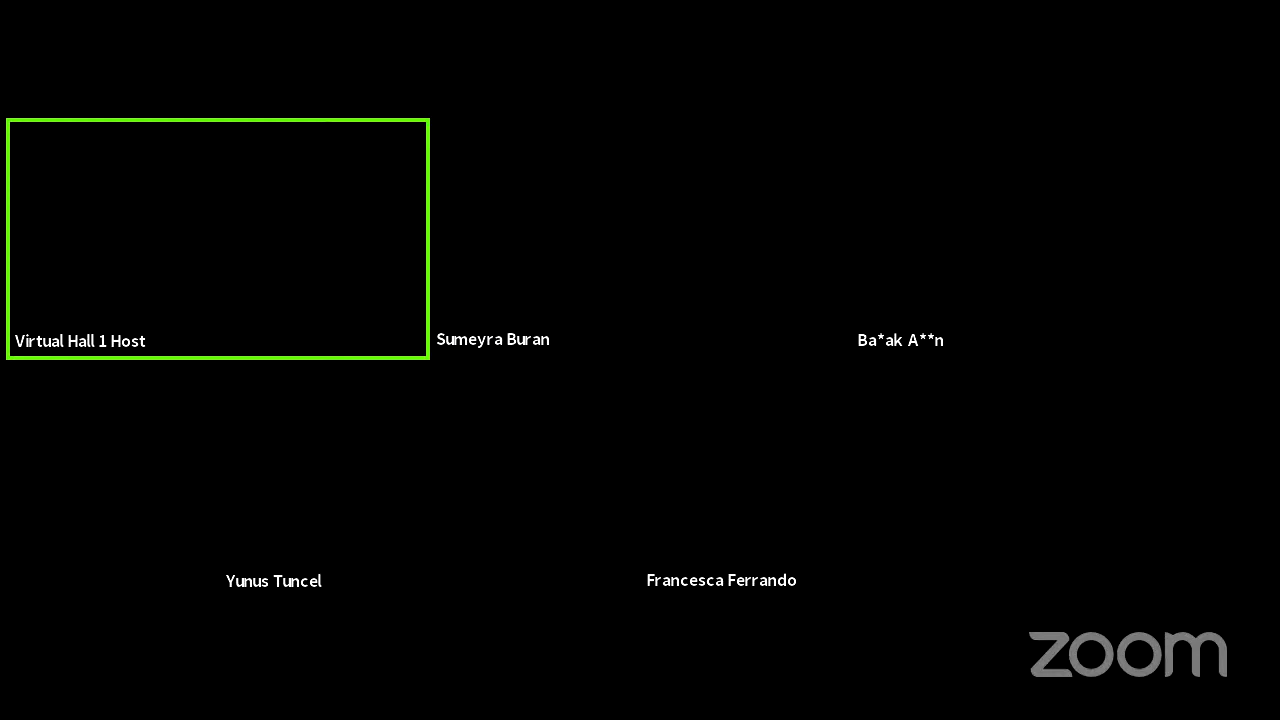 Virtual Hall 1 Host
Sumeyra Buran
Ba*ak A**n
Yunus Tuncel
Francesca Ferrando
zoom